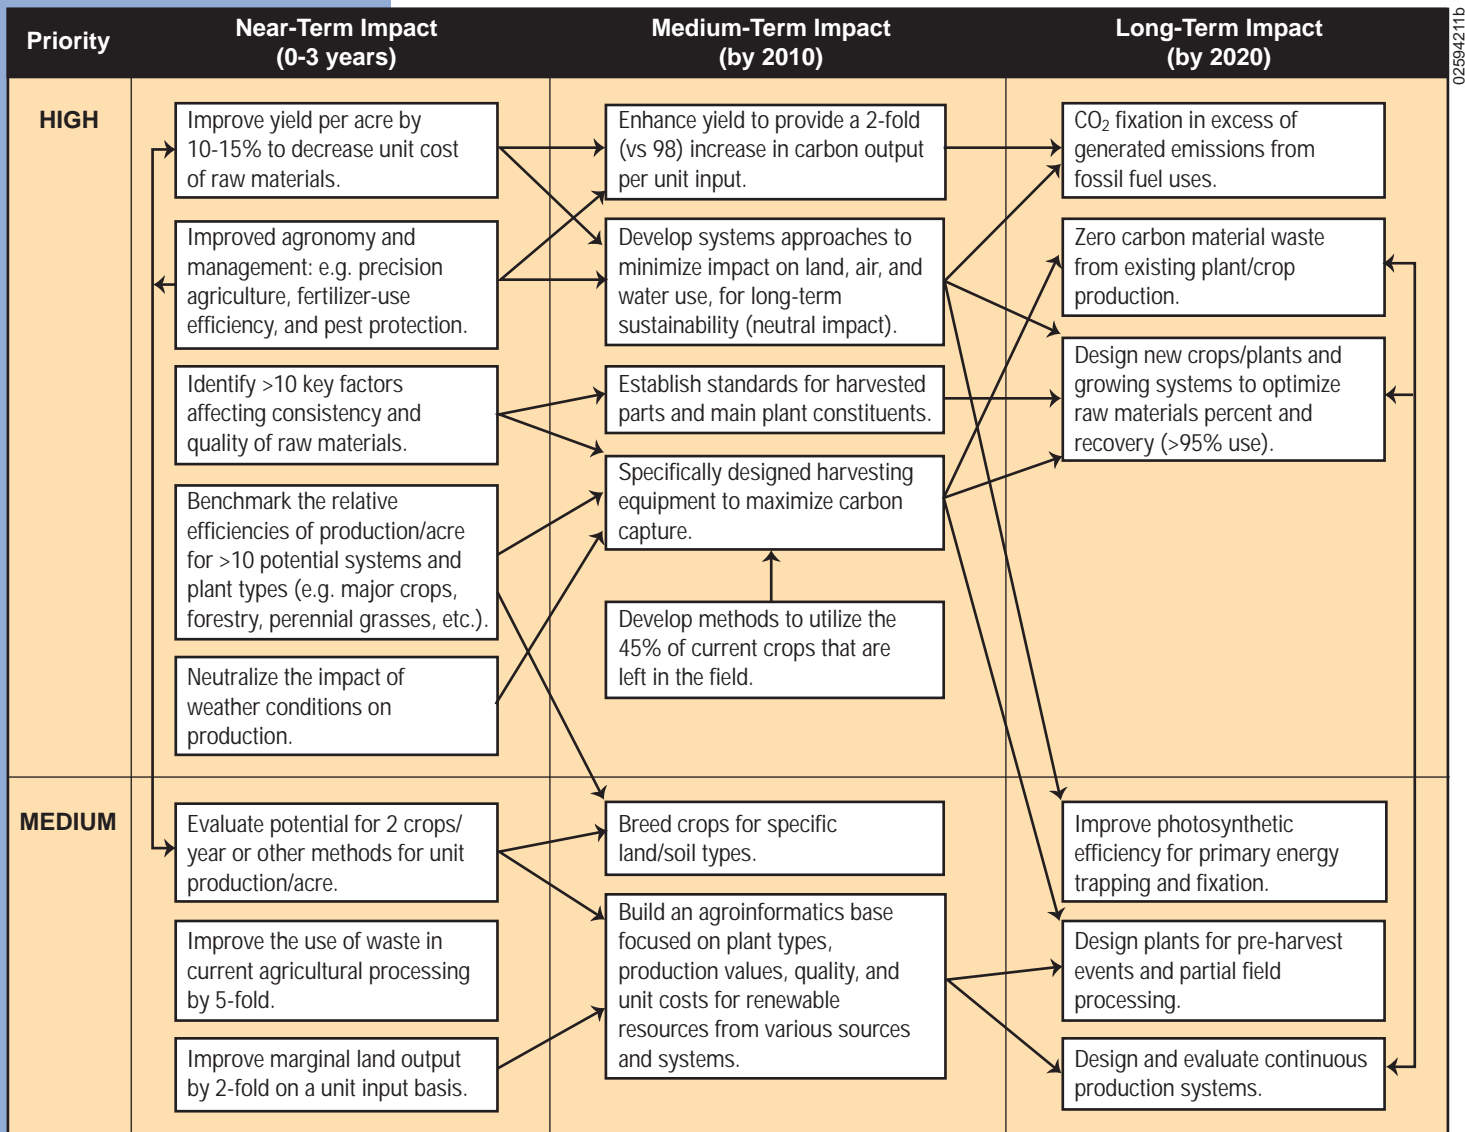 Priority
Near-Term Impact
(0-3 years)
Medium-Term Impact
(by 2010)
Long-Term Impact
(by 2020)
02594211b
HIGH
Improve yield per acre by
10-15% to decrease unit cost
of raw materials.
Improved agronomy and
management: e.g. precision
agriculture, fertilizer-use
efficiency, and pest protection.
Identify >10 key factors
affecting consistency and
quality of raw materials.
Benchmark the relative
efficiencies of production/acre
for >10 potential systems and
plant types (e.g. major crops,
forestry, perennial grasses, etc.).
Neutralize the impact of
weather conditions on
production.
Enhance yield to provide a 2-fold
(vs 98) increase in carbon output
per unit input.
Develop systems approaches to
minimize impact on land, air, and
water use, for long-term
sustainability (neutral impact).
Establish standards for harvested
parts and main plant constituents.
Specifically designed harvesting
equipment to maximize carbon
capture.
Develop methods to utilize the
45% of current crops that are
left in the field.
CO₂ fixation in excess of
generated emissions from
fossil fuel uses.
Zero carbon material waste
from existing plant/crop
production.
Design new crops/plants and
growing systems to optimize
raw materials percent and
recovery (>95% use).
MEDIUM
Evaluate potential for 2 crops/
year or other methods for unit
production/acre.
Improve the use of waste in
current agricultural processing
by 5-fold.
Improve marginal land output
by 2-fold on a unit input basis.
Breed crops for specific
land/soil types.
Build an agroinformatics base
focused on plant types,
production values, quality, and
unit costs for renewable
resources from various sources
and systems.
Improve photosynthetic
efficiency for primary energy
trapping and fixation.
Design plants for pre-harvest
events and partial field
processing.
Design and evaluate continuous
production systems.